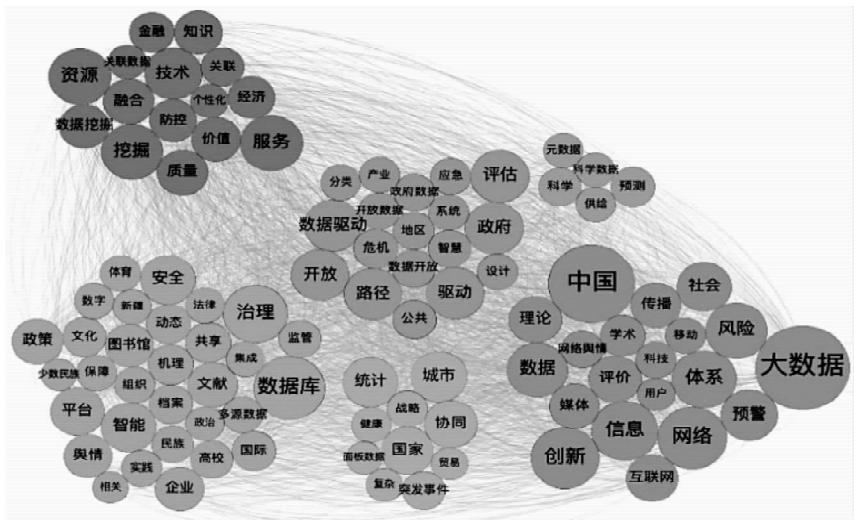 金融
知识
资源
关联数据
技术
关联
融合
个性化
经济
数据挖掘
防控
价值
服务
挖掘
质量
元数据
科学数据
科学
预测
供给
分类
产业
政府数据
应急
评估
开放数据
系统
数据驱动
地区
政府
危机
智慧
开放
数据开放
设计
路径
驱动
公共
体育
安全
数字
新疆
法律
治理
政策
文化
图书馆
动态
共享
监管
少数民族
保障
机理
集成
组织
文献
数据库
平台
档案
多源数据
智能
政治
舆情
民族
高校
国际
实践
相关
企业
统计
城市
健康
战略
协同
面板数据
国家
贸易
复杂
突发事件
中国
社会
传播
理论
学术
移动
风险
网络舆情
科技
大数据
数据
评价
用户
体系
媒体
信息
网络
预警
创新
互联网